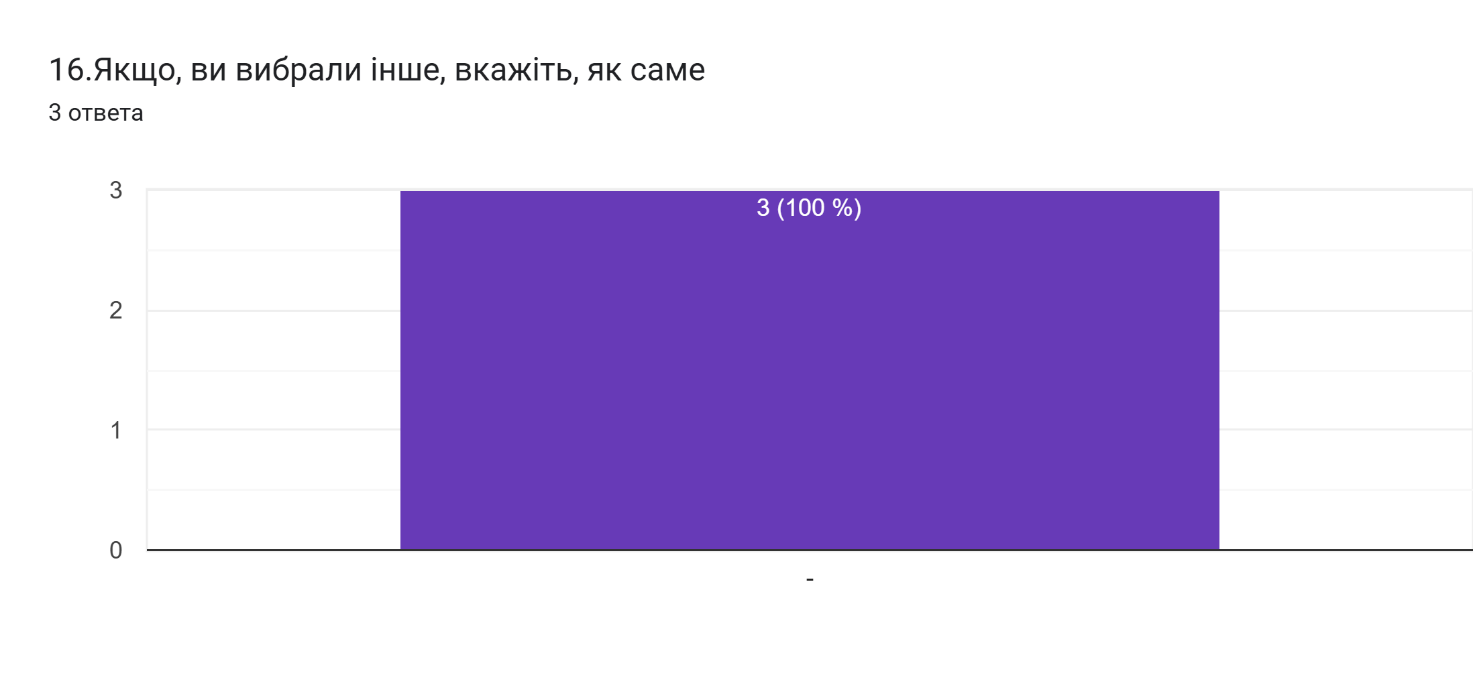 16.Якщо, ви вибрали інше, вкажіть, як саме
3 ответа
3
3 (100 %)
2
1
0
-